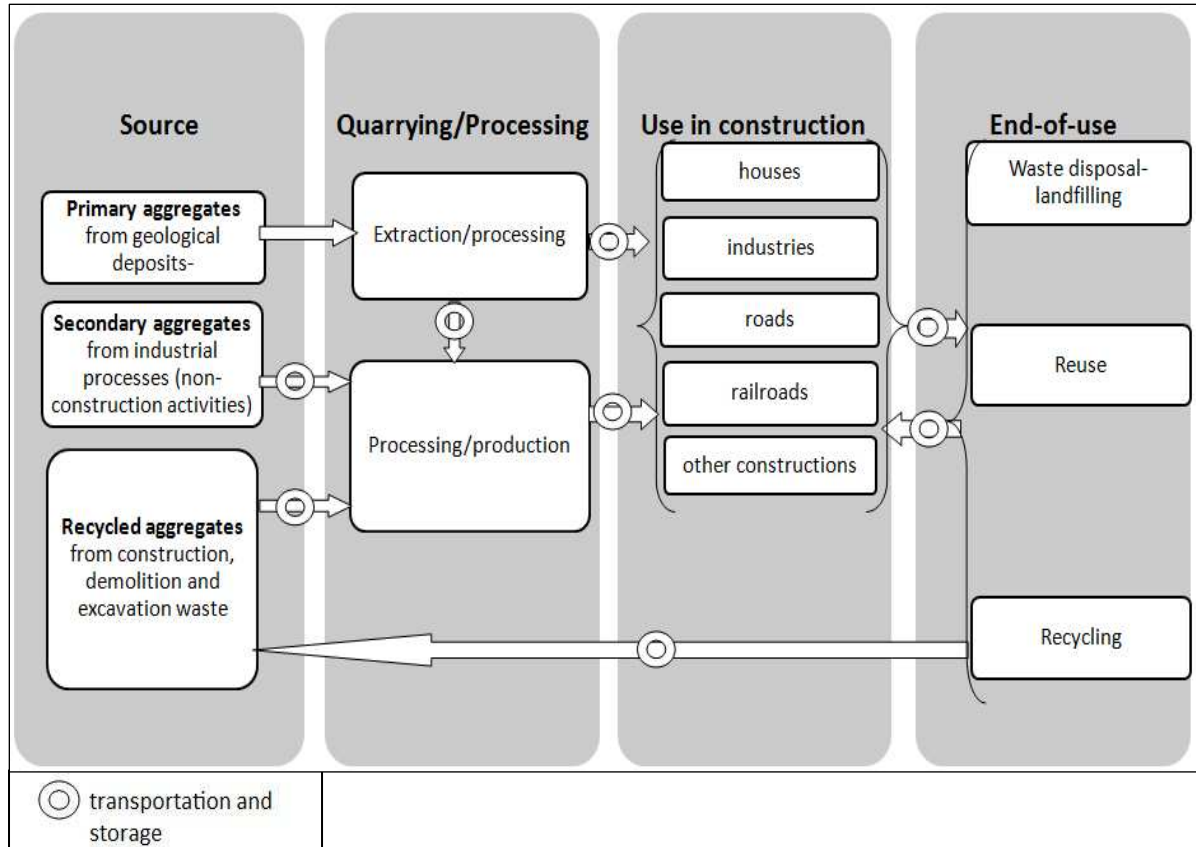 Source
Primary aggregates
from geological
deposits-
Secondary aggregates
from industrial
processes (non-
construction activities)
Recycled aggregates
from construction,
demolition and
excavation waste
Quarrying/Processing
Extraction/processing
Processing/production
Use in construction
houses
industries
roads
railroads
other constructions
End-of-use
Waste disposal-
landfilling
Reuse
Recycling
transportation and
storage